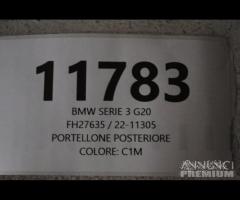 11783
BMW SERIE 3 G20
FH27635 / 22-11305
PORTELLONE POSTERIORE
COLORE: C1M
ANNUNCI
PREMIUM